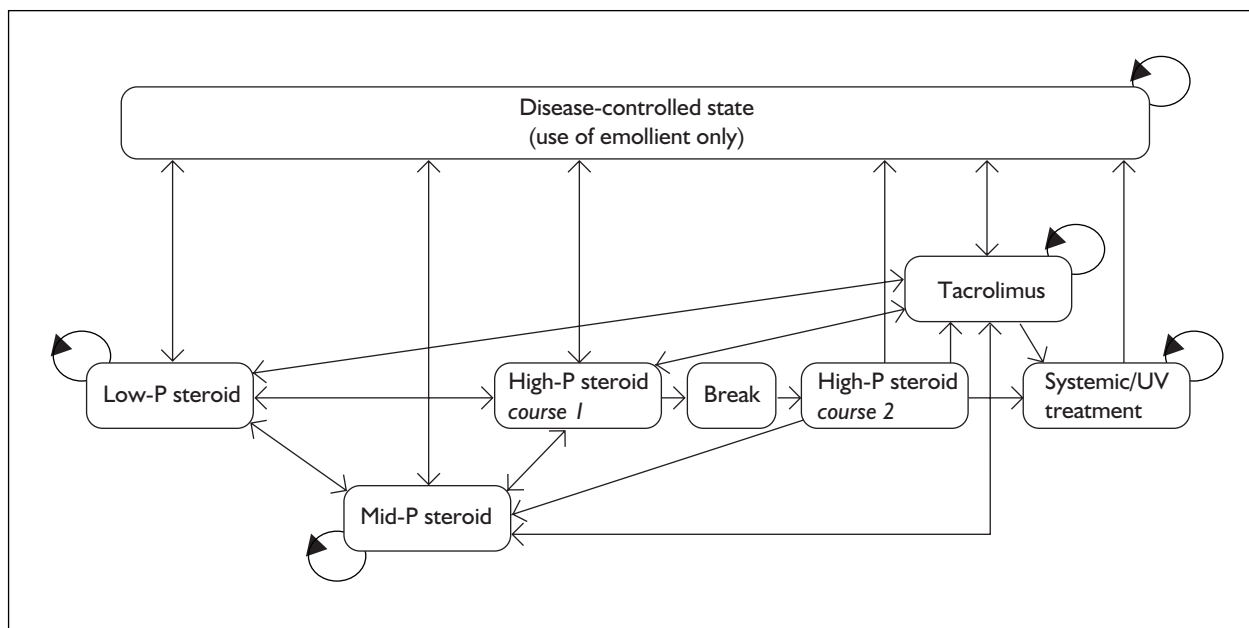 Disease-controlled state
(use of emollient only)
Tacrolimus
Low-P steroid
High-P steroid
course 1
Break
High-P steroid
course 2
Systemic/UV
treatment
Mid-P steroid